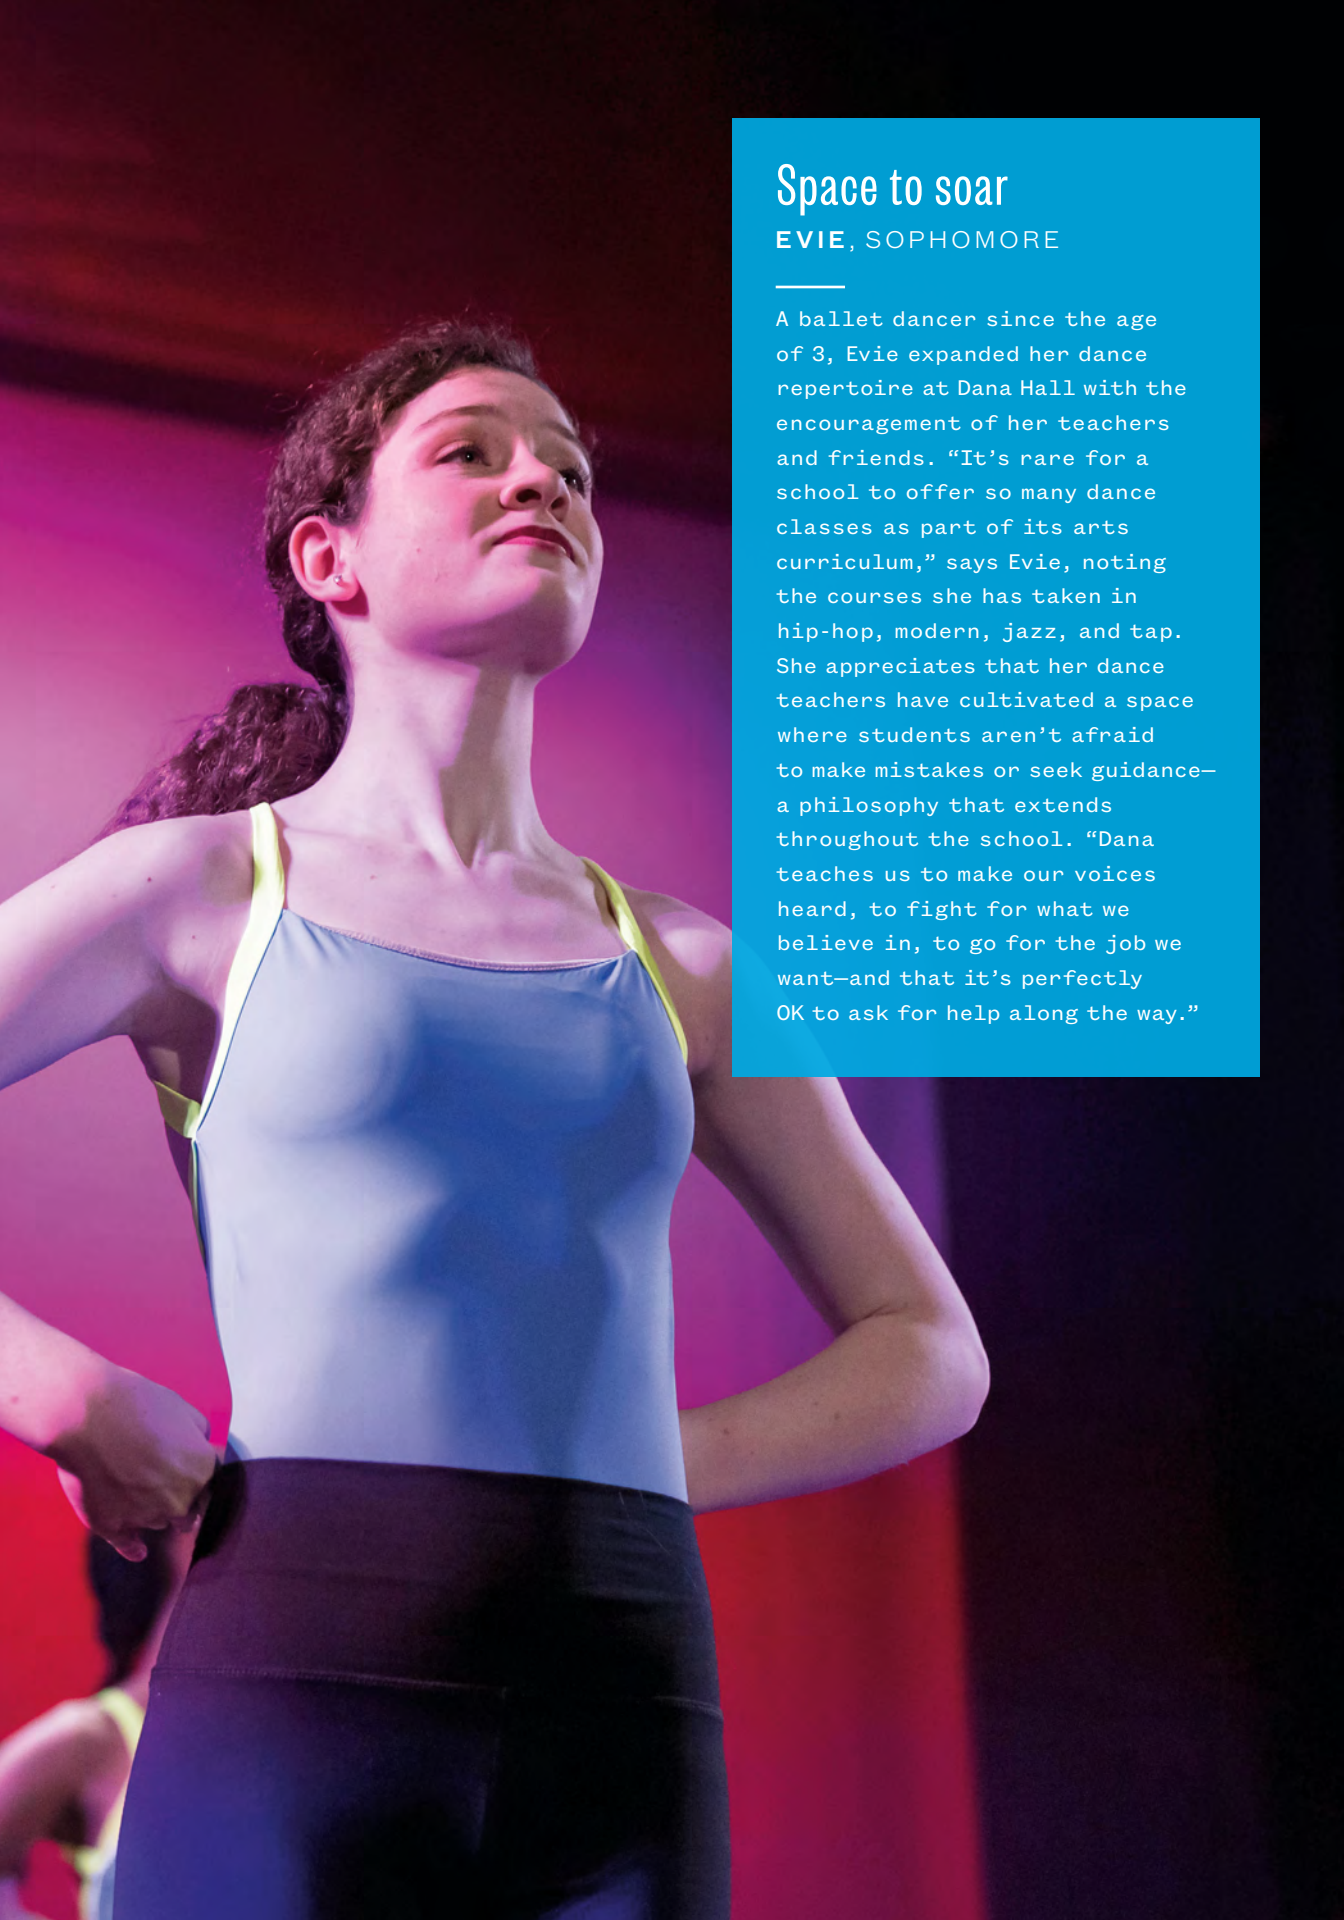 Space to soar
EVIE, SOPHOMORE
A ballet dancer since the age
of 3, Evie expanded her dance
repertoire at Dana Hall with the
encouragement of her teachers
and friends. “It’s rare for a
school to offer so many dance
classes as part of its arts
curriculum,” says Evie, noting
the courses she has taken in
hip-hop, modern, jazz, and tap.
She appreciates that her dance
teachers have cultivated a space
where students aren’t afraid
to make mistakes or seek guidance—
a philosophy that extends
throughout the school. “Dana
teaches us to make our voices
heard, to fight for what we
believe in, to go for the job we
want—and that it’s perfectly
OK to ask for help along the way.”